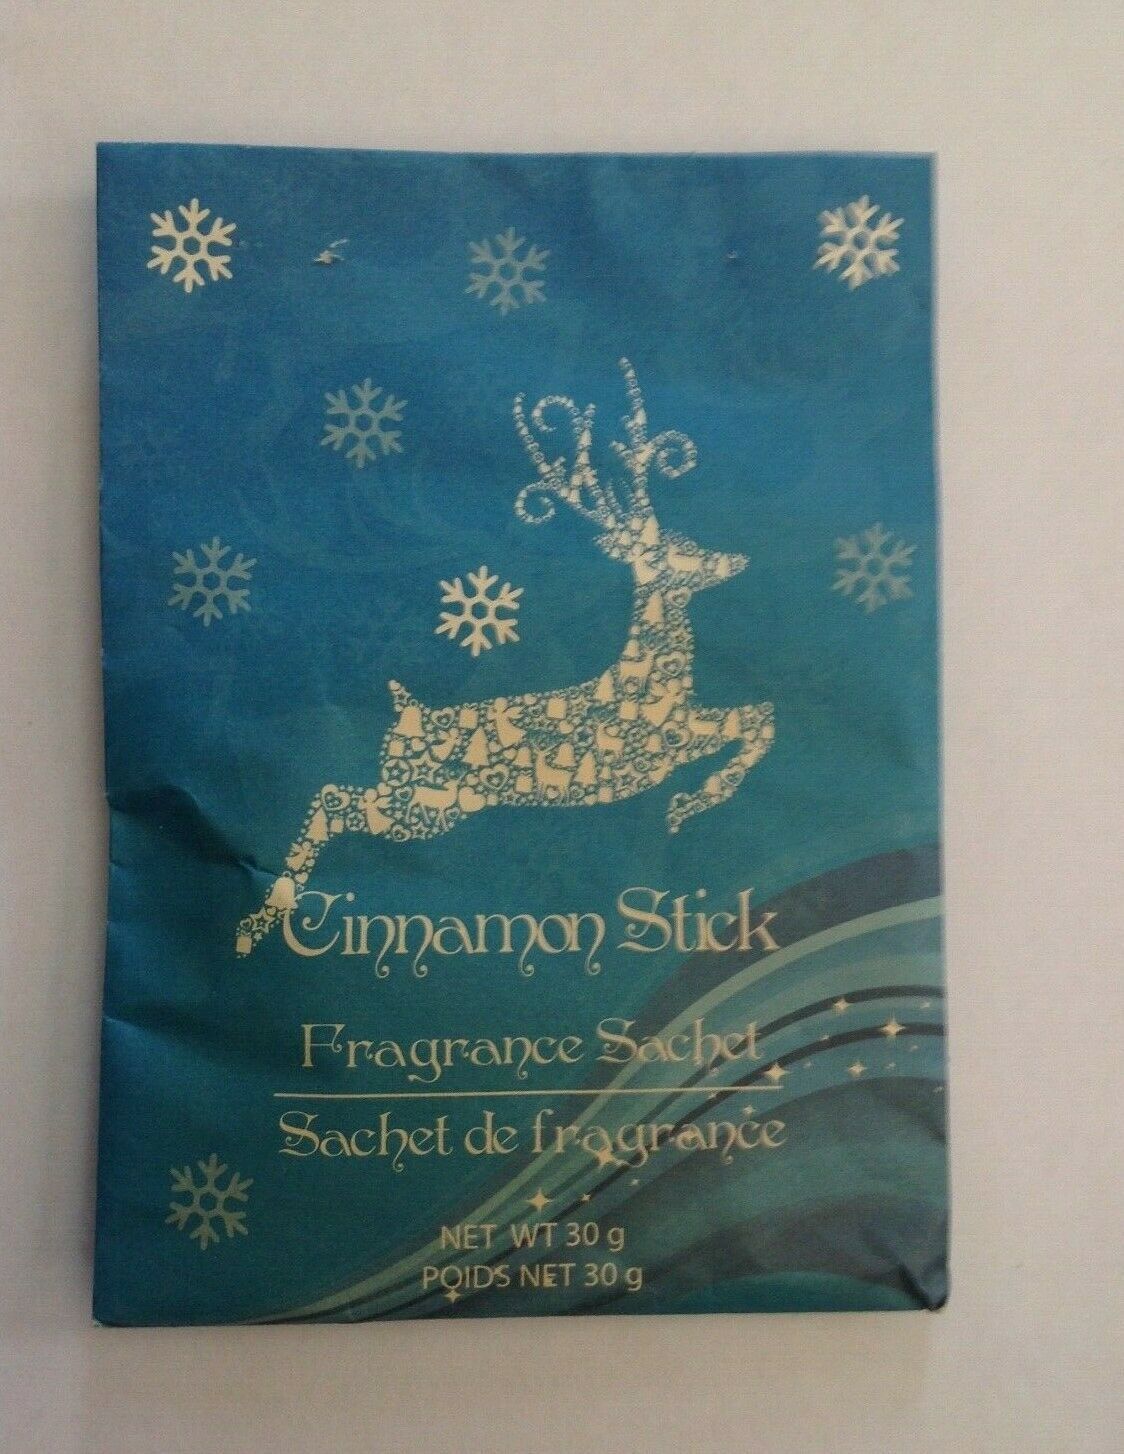 Cinnamon Stick
Fragrance Sachet
Sachet de fragrance
NET WT 30 g
POIDS NET 30 g